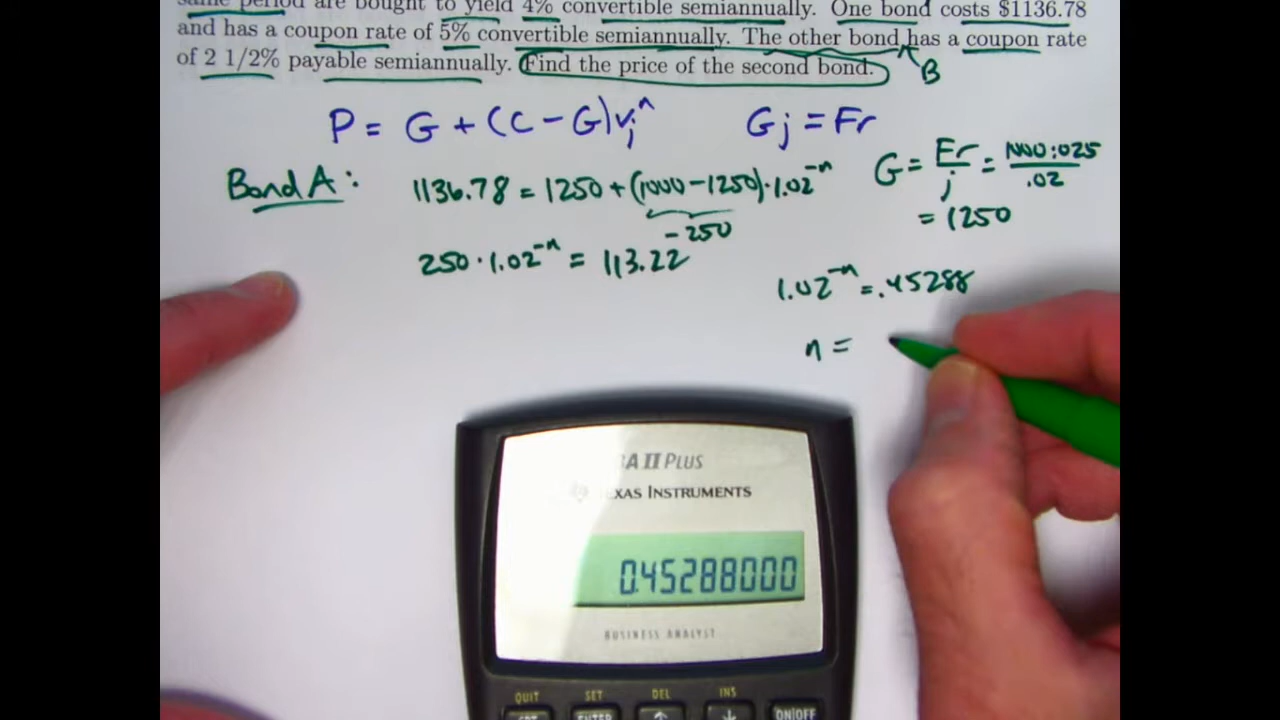 same period are bought to yield 4% convertible semiannually. One bond costs $1136.78
and has a coupon rate of 5% convertible semiannually. The other bond has a coupon rate
of 2 1/2% payable semiannually. Find the price of the second bond.
B
P = G + (C - G)v_j^n
Gj = Fr
Bond A:
1136.78 = 1250 + (1000 - 1250) · 1.02^-n
-250
G = Fr/j = 1000·.025/.02
= 1250
250 · 1.02^-n = 113.22
1.02^-n = .45288
n =
BA II PLUS
TEXAS INSTRUMENTS
0.45288000
BUSINESS ANALYST
QUIT SET DEL INS
ENTER ↑ ↓ ON|OFF